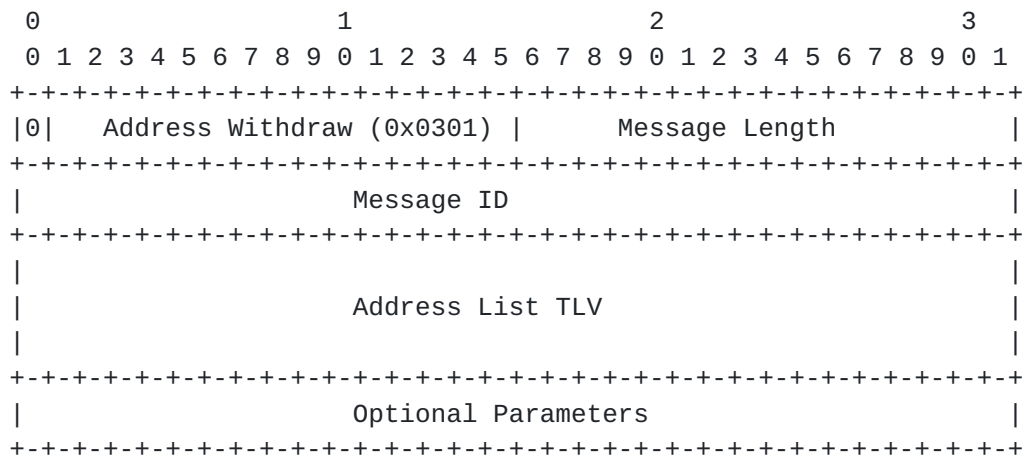 0                   1                   2                   3
 0 1 2 3 4 5 6 7 8 9 0 1 2 3 4 5 6 7 8 9 0 1 2 3 4 5 6 7 8 9 0 1
+-+-+-+-+-+-+-+-+-+-+-+-+-+-+-+-+-+-+-+-+-+-+-+-+-+-+-+-+-+-+-+-+
|0|   Address Withdraw (0x0301) |      Message Length           |
+-+-+-+-+-+-+-+-+-+-+-+-+-+-+-+-+-+-+-+-+-+-+-+-+-+-+-+-+-+-+-+-+
|                     Message ID                                |
+-+-+-+-+-+-+-+-+-+-+-+-+-+-+-+-+-+-+-+-+-+-+-+-+-+-+-+-+-+-+-+-+
|                                                               |
|                     Address List TLV                          |
|                                                               |
+-+-+-+-+-+-+-+-+-+-+-+-+-+-+-+-+-+-+-+-+-+-+-+-+-+-+-+-+-+-+-+-+
|                     Optional Parameters                       |
+-+-+-+-+-+-+-+-+-+-+-+-+-+-+-+-+-+-+-+-+-+-+-+-+-+-+-+-+-+-+-+-+